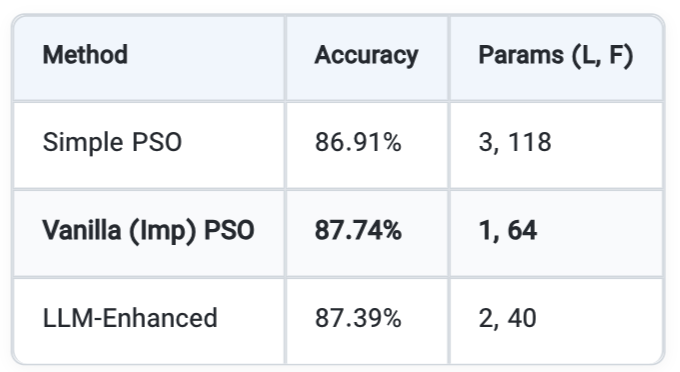 Method Accuracy Params (L, F)
Simple PSO 86.91% 3, 118
Vanilla (Imp) PSO 87.74% 1, 64
LLM-Enhanced 87.39% 2, 40